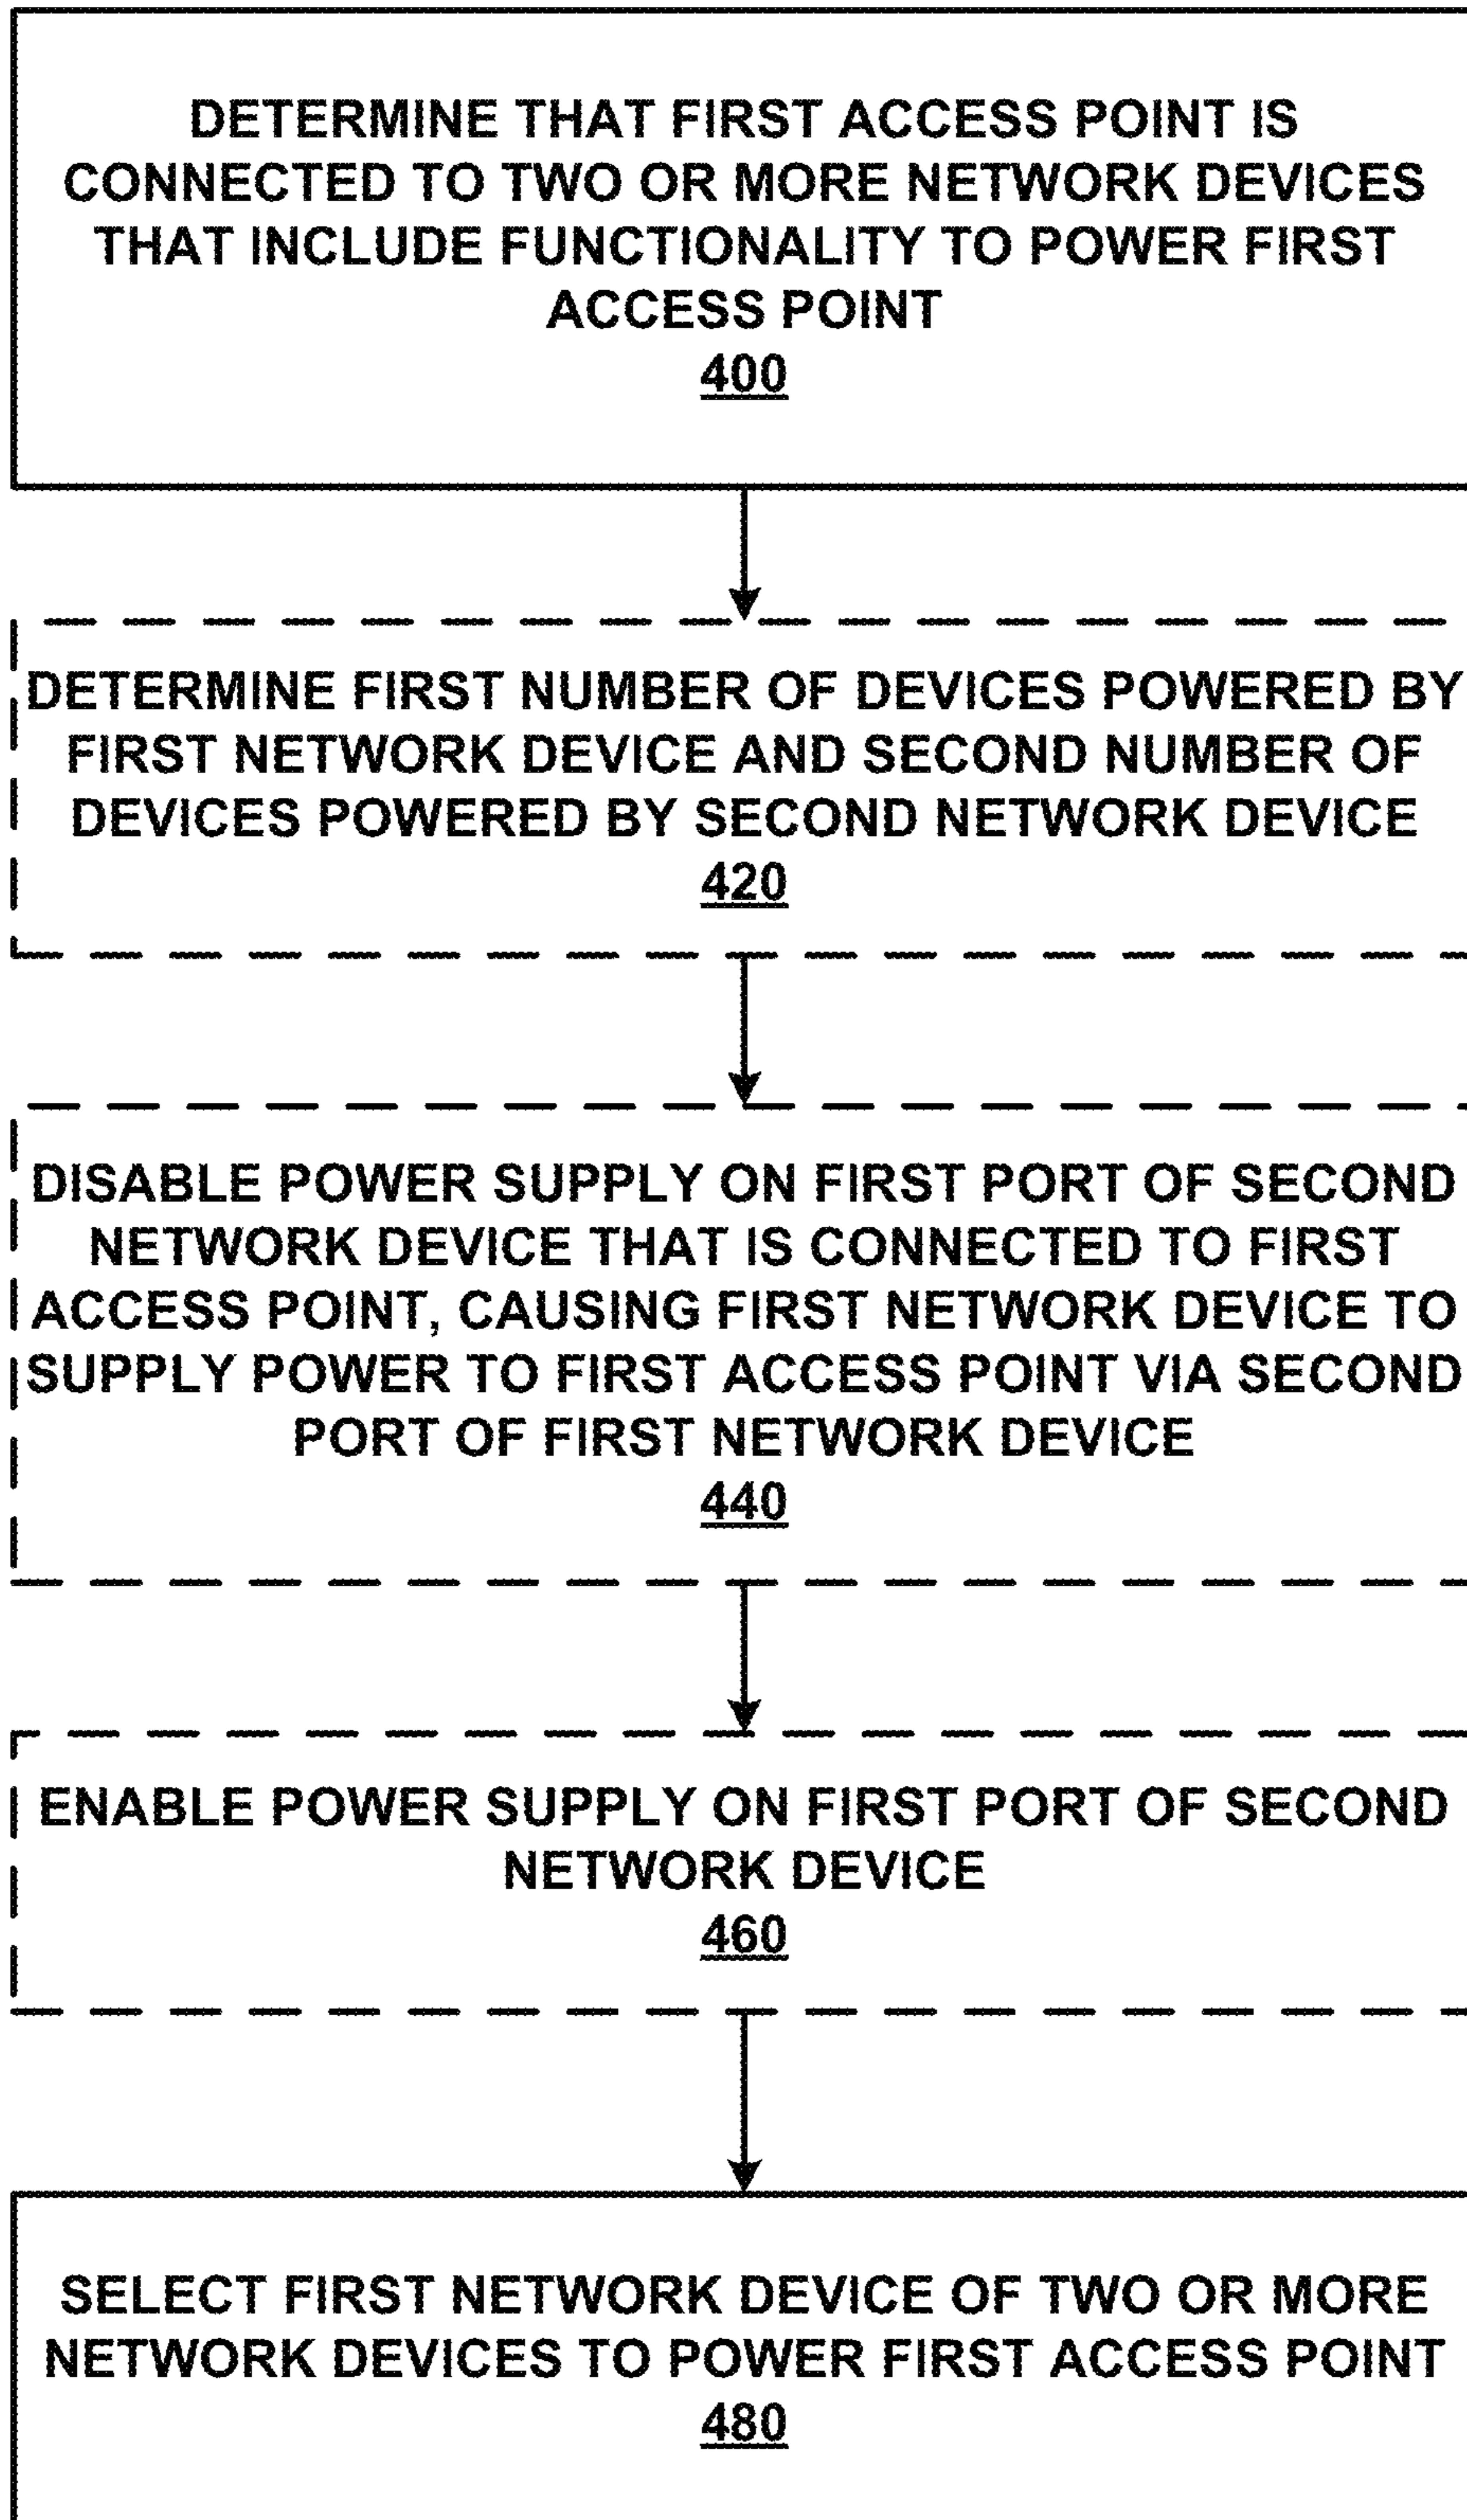 DETERMINE THAT FIRST ACCESS POINT IS
CONNECTED TO TWO OR MORE NETWORK DEVICES
THAT INCLUDE FUNCTIONALITY TO POWER FIRST
ACCESS POINT
400
DETERMINE FIRST NUMBER OF DEVICES POWERED BY
FIRST NETWORK DEVICE AND SECOND NUMBER OF
DEVICES POWERED BY SECOND NETWORK DEVICE
420
DISABLE POWER SUPPLY ON FIRST PORT OF SECOND
NETWORK DEVICE THAT IS CONNECTED TO FIRST
ACCESS POINT, CAUSING FIRST NETWORK DEVICE TO
SUPPLY POWER TO FIRST ACCESS POINT VIA SECOND
PORT OF FIRST NETWORK DEVICE
440
ENABLE POWER SUPPLY ON FIRST PORT OF SECOND
NETWORK DEVICE
460
SELECT FIRST NETWORK DEVICE OF TWO OR MORE
NETWORK DEVICES TO POWER FIRST ACCESS POINT
480